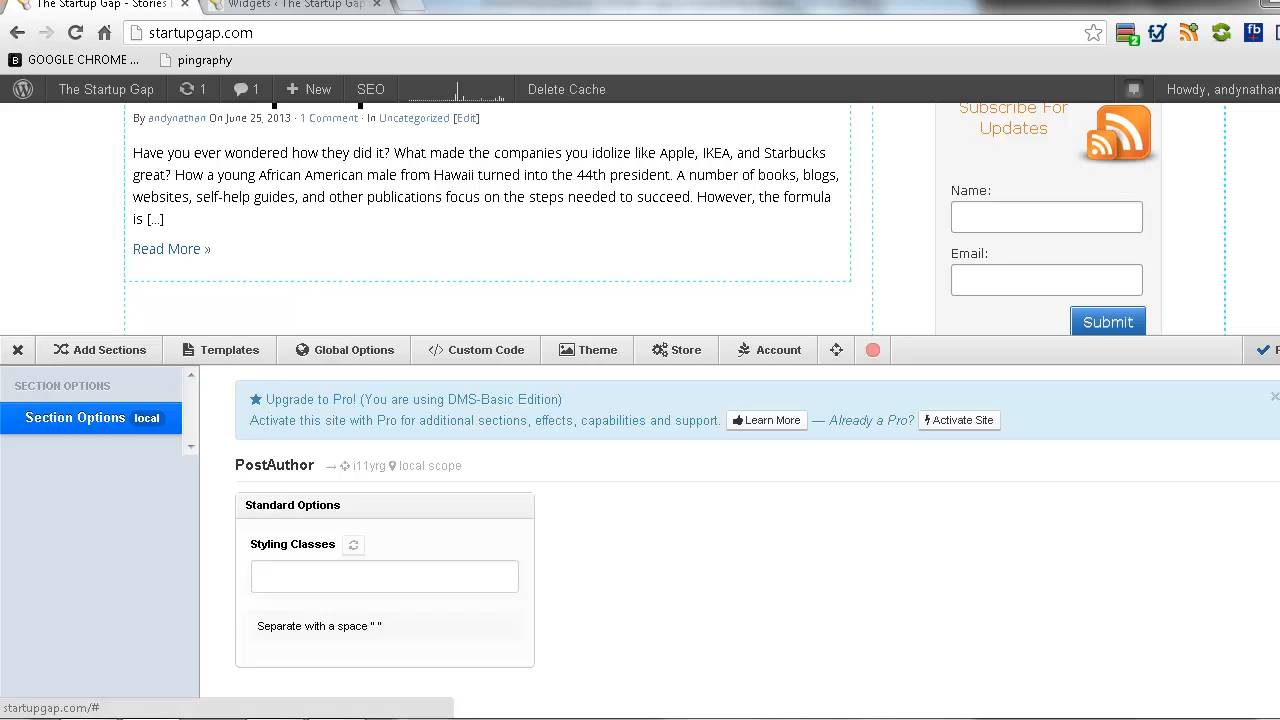 The Startup Gap - Stories
Widgets ‹ The Startup Gap
startupgap.com
2
fb
GOOGLE CHROME ...
pingraphy
The Startup Gap
1
1
New
SEO
Delete Cache
Howdy, andynathan
By andynathan On June 25, 2013 · 1 Comment · In Uncategorized [Edit]
Have you ever wondered how they did it? What made the companies you idolize like Apple, IKEA, and Starbucks
great? How a young African American male from Hawaii turned into the 44th president. A number of books, blogs,
websites, self-help guides, and other publications focus on the steps needed to succeed. However, the formula
is [...]
Read More »
Subscribe For
Updates
Name:
Email:
Submit
Add Sections
Templates
Global Options
Custom Code
Theme
Store
Account
SECTION OPTIONS
Section Options local
Upgrade to Pro! (You are using DMS-Basic Edition)
Activate this site with Pro for additional sections, effects, capabilities and support. Learn More — Already a Pro? Activate Site
PostAuthor → i11yrg local scope
Standard Options
Styling Classes
Separate with a space " "
startupgap.com/#